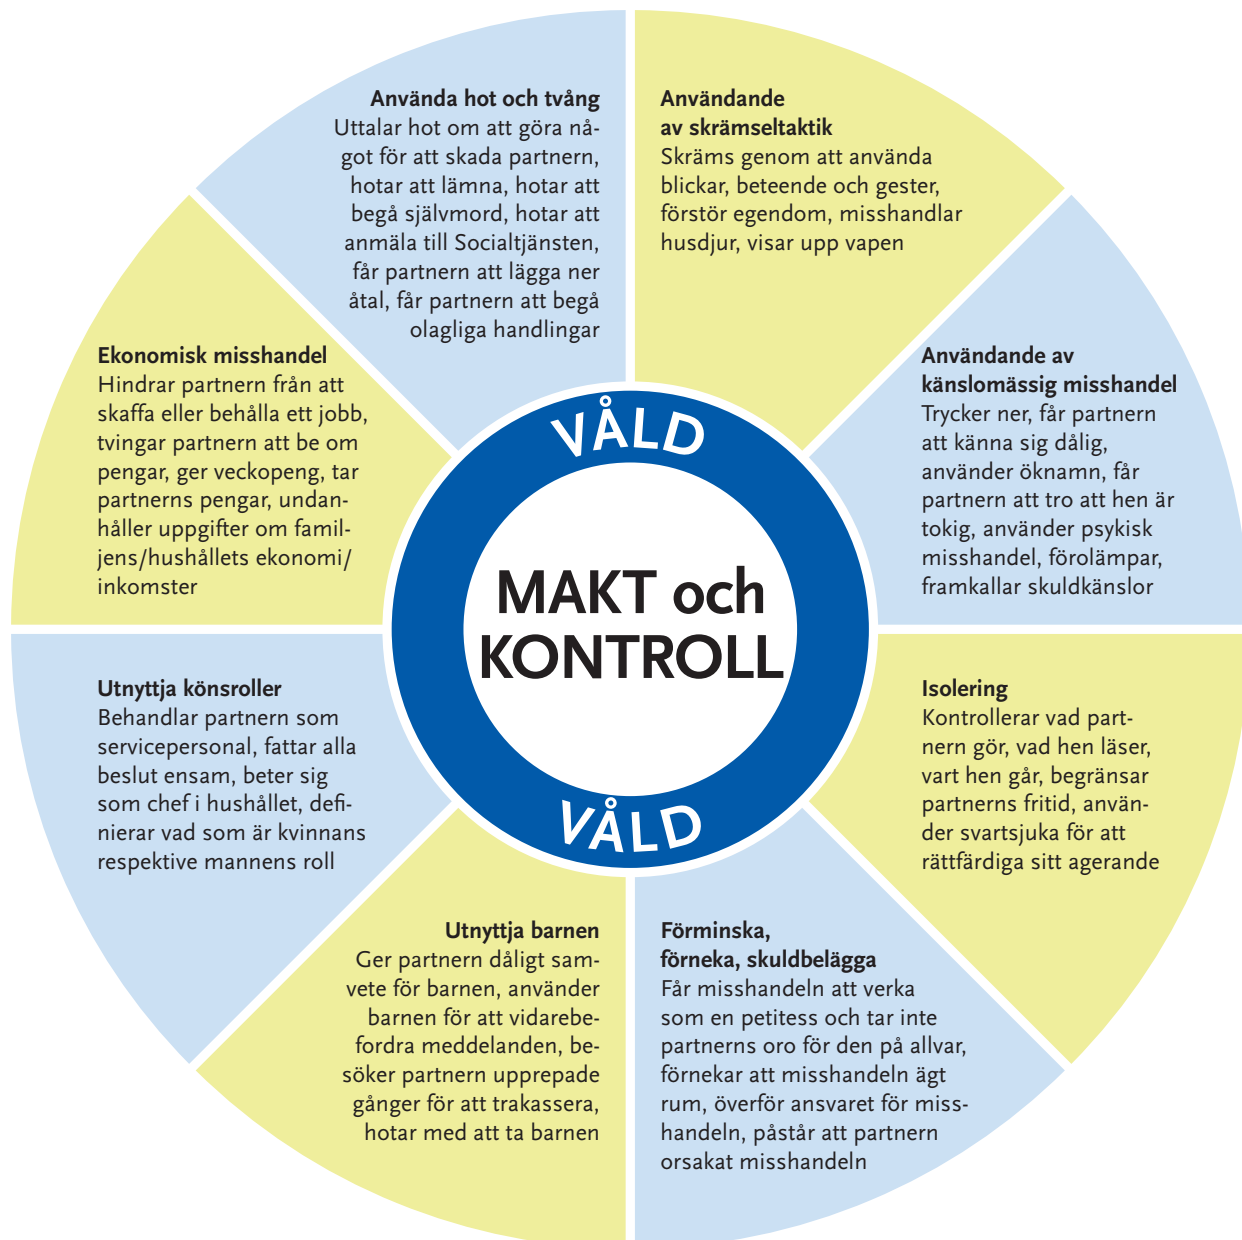 Använda hot och tvång
Uttalar hot om att göra nå-
got för att skada partnern,
hotar att lämna, hotar att
begå självmord, hotar att
anmäla till Socialtjänsten,
får partnern att lägga ner
åtal, får partnern att begå
olagliga handlingar
Användande
av skrämseltaktik
Skräms genom att använda
blickar, beteende och gester,
förstör egendom, misshandlar
husdjur, visar upp vapen
Användande av
känslomässig misshandel
Trycker ner, får partnern
att känna sig dålig,
använder öknamn, får
partnern att tro att hen är
tokig, använder psykisk
misshandel, förolämpar,
framkallar skuldkänslor
Isolering
Kontrollerar vad part-
nern gör, vad hen läser,
vart hen går, begränsar
partnerns fritid, använ-
der svartsjuka för att
rättfärdiga sitt agerande
Förminska,
förneka, skuldbelägga
Får misshandeln att verka
som en petitess och tar inte
partnerns oro för den på allvar,
förnekar att misshandeln ägt
rum, överför ansvaret för miss-
handeln, påstår att partnern
orsakat misshandeln
Utnyttja barnen
Ger partnern dåligt sam-
vete för barnen, använder
barnen för att vidarebe-
fordra meddelanden, be-
söker partnern upprepade
gånger för att trakassera,
hotar med att ta barnen
Utnyttja könsroller
Behandlar partnern som
servicepersonal, fattar alla
beslut ensam, beter sig
som chef i hushållet, defi-
nierar vad som är kvinnans
respektive mannens roll
Ekonomisk misshandel
Hindrar partnern från att
skaffa eller behålla ett jobb,
tvingar partnern att be om
pengar, ger veckopeng, tar
partnerns pengar, undan-
håller uppgifter om famil-
jens/hushållets ekonomi/
inkomster
VÅLD
MAKT och
KONTROLL
VÅLD